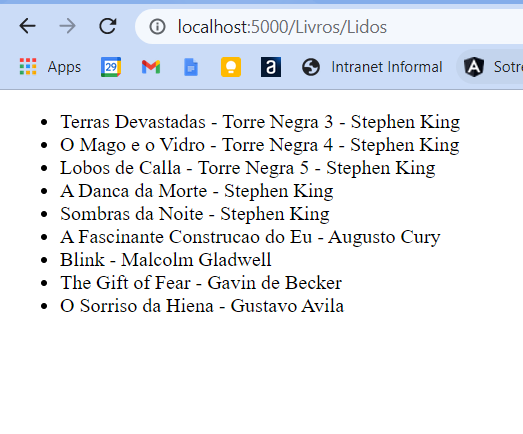 localhost:5000/Livros/Lidos
Apps 29 a Intranet Informal A Sotre
Terras Devastadas - Torre Negra 3 - Stephen King
O Mago e o Vidro - Torre Negra 4 - Stephen King
Lobos de Calla - Torre Negra 5 - Stephen King
A Danca da Morte - Stephen King
Sombras da Noite - Stephen King
A Fascinante Construcao do Eu - Augusto Cury
Blink - Malcolm Gladwell
The Gift of Fear - Gavin de Becker
O Sorriso da Hiena - Gustavo Avila